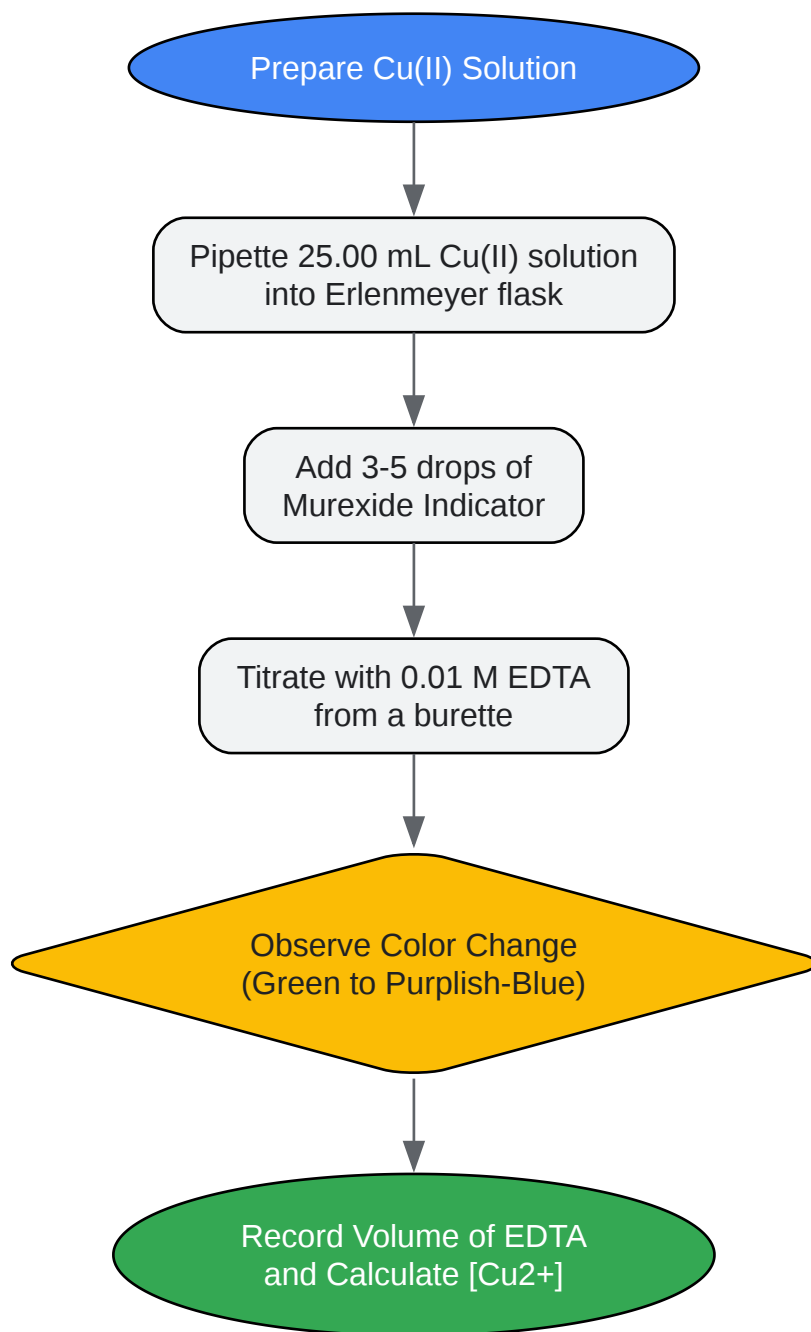 Prepare Cu(II) Solution
Pipette 25.00 mL Cu(II) solution
into Erlenmeyer flask
Add 3-5 drops of
Murexide Indicator
Titrate with 0.01 M EDTA
from a burette
Observe Color Change
(Green to Purplish-Blue)
Record Volume of EDTA
and Calculate [Cu2+]